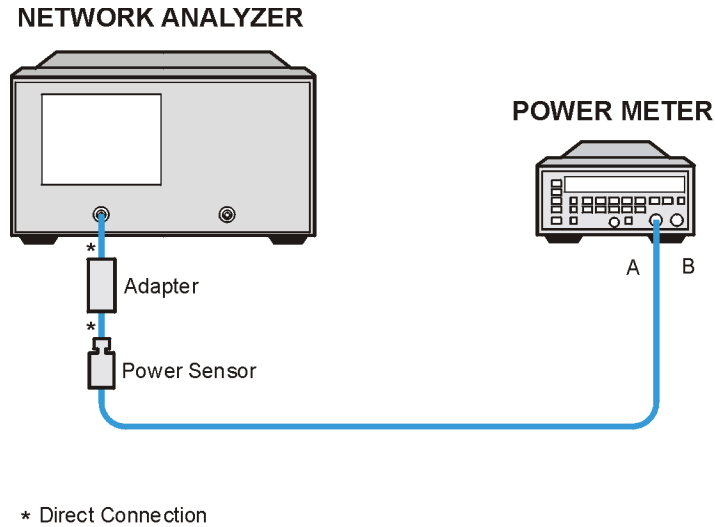 NETWORK ANALYZER
POWER METER
A B
*
Adapter
*
Power Sensor
* Direct Connection